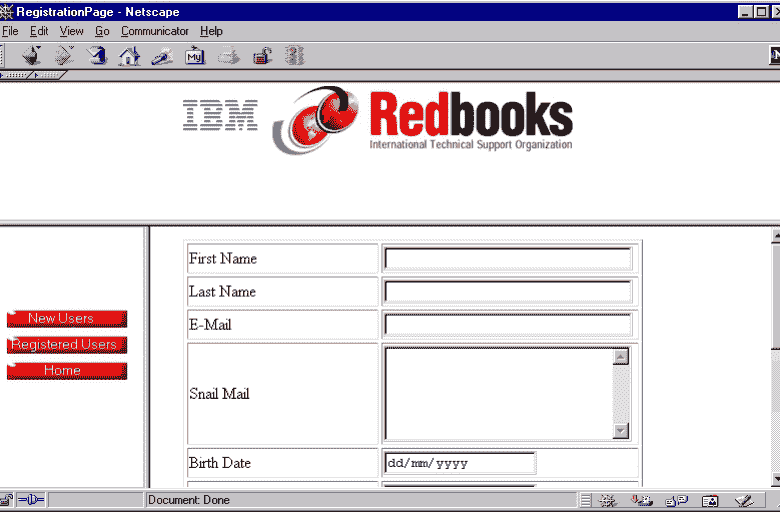 RegistrationPage - Netscape
File Edit View Go Communicator Help
My
IBM Redbooks
International Technical Support Organization
First Name
Last Name
New Users
E-Mail
Registered Users
Home
Snail Mail
Birth Date dd/mm/yyyy
Document: Done